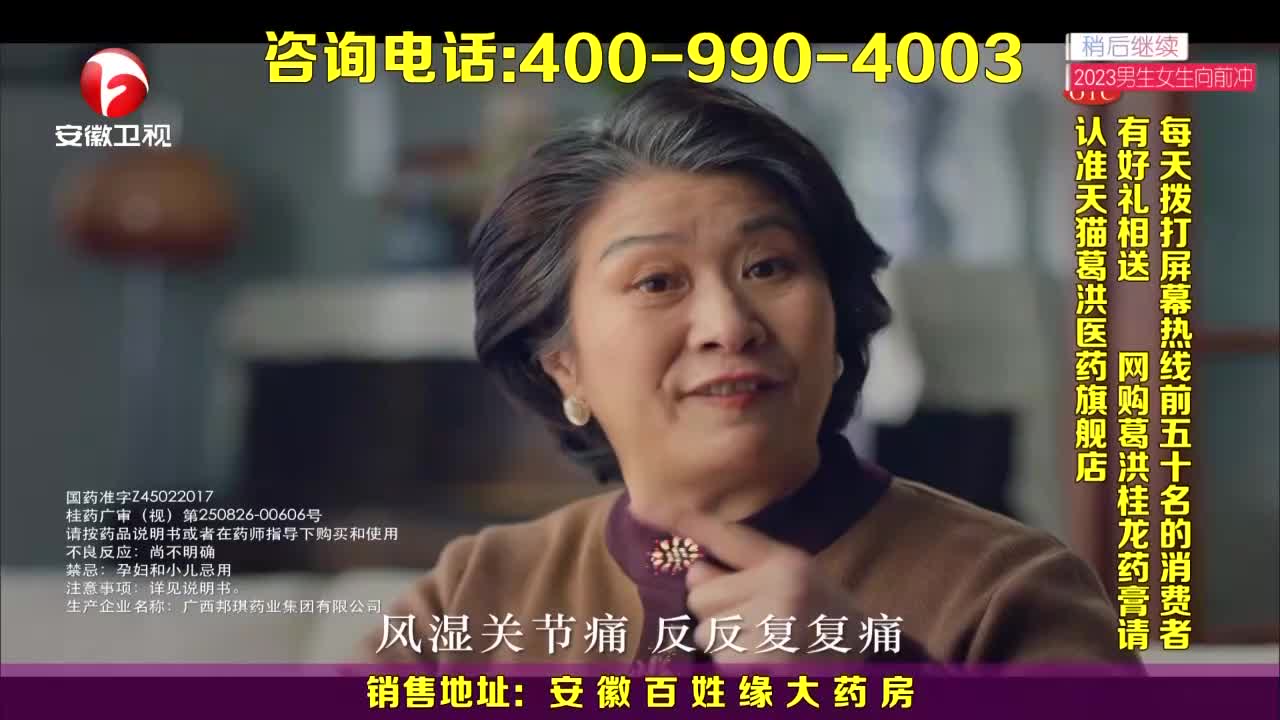 咨询电话:400-990-4003
稍后继续
2023男生女生向前冲
OTC
安徽卫视
每天拨打屏幕热线前五十名的消费者
有好礼相送 网购葛洪桂龙药膏请
认准天猫葛洪医药旗舰店
国药准字Z45022017
桂药广审（视）第250826-00606号
请按药品说明书或者在药师指导下购买和使用
不良反应：尚不明确
禁忌：孕妇和小儿忌用
注意事项：详见说明书。
生产企业名称：广西邦琪药业集团有限公司
风湿关节痛 反反复复痛
销售地址：安徽百姓缘大药房